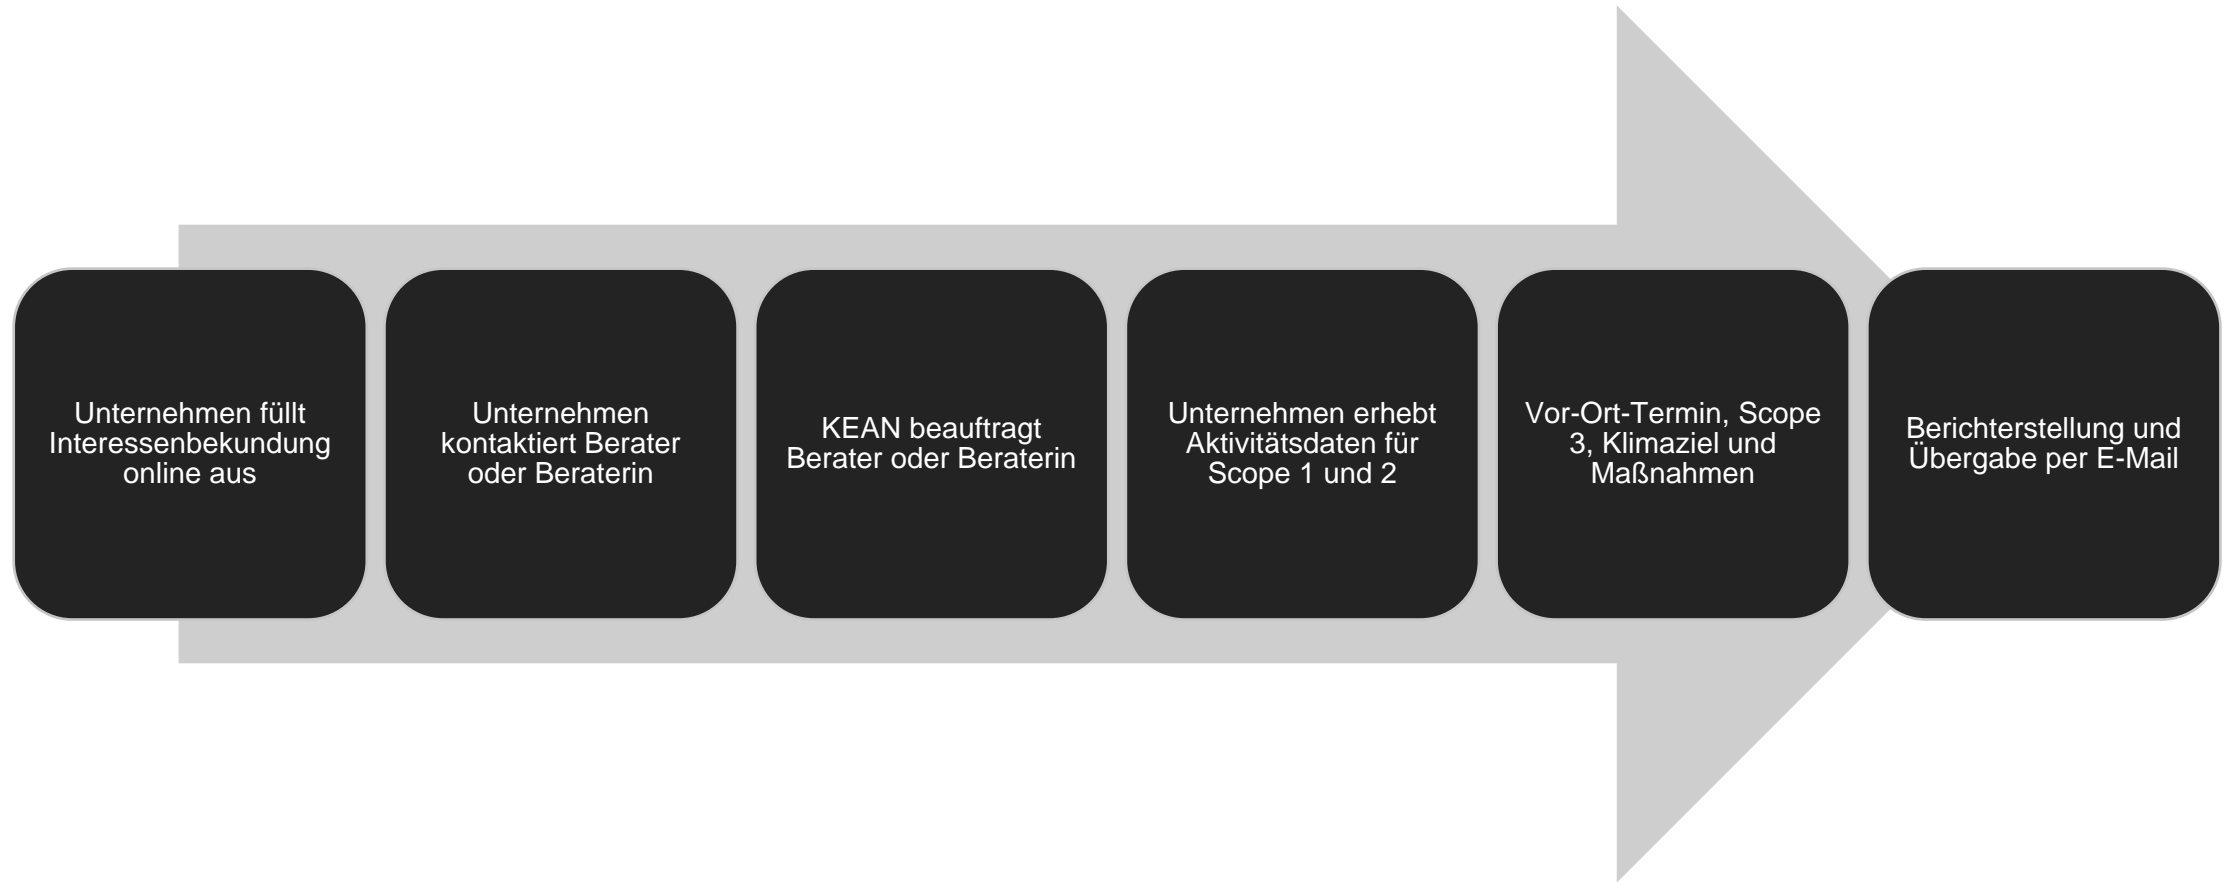 Unternehmen füllt
Interessenbekundung
online aus
Unternehmen
kontaktiert Berater
oder Beraterin
KEAN beauftragt
Berater oder Beraterin
Unternehmen erhebt
Aktivitätsdaten für
Scope 1 und 2
Vor-Ort-Termin, Scope
3, Klimaziel und
Maßnahmen
Berichterstellung und
Übergabe per E-Mail